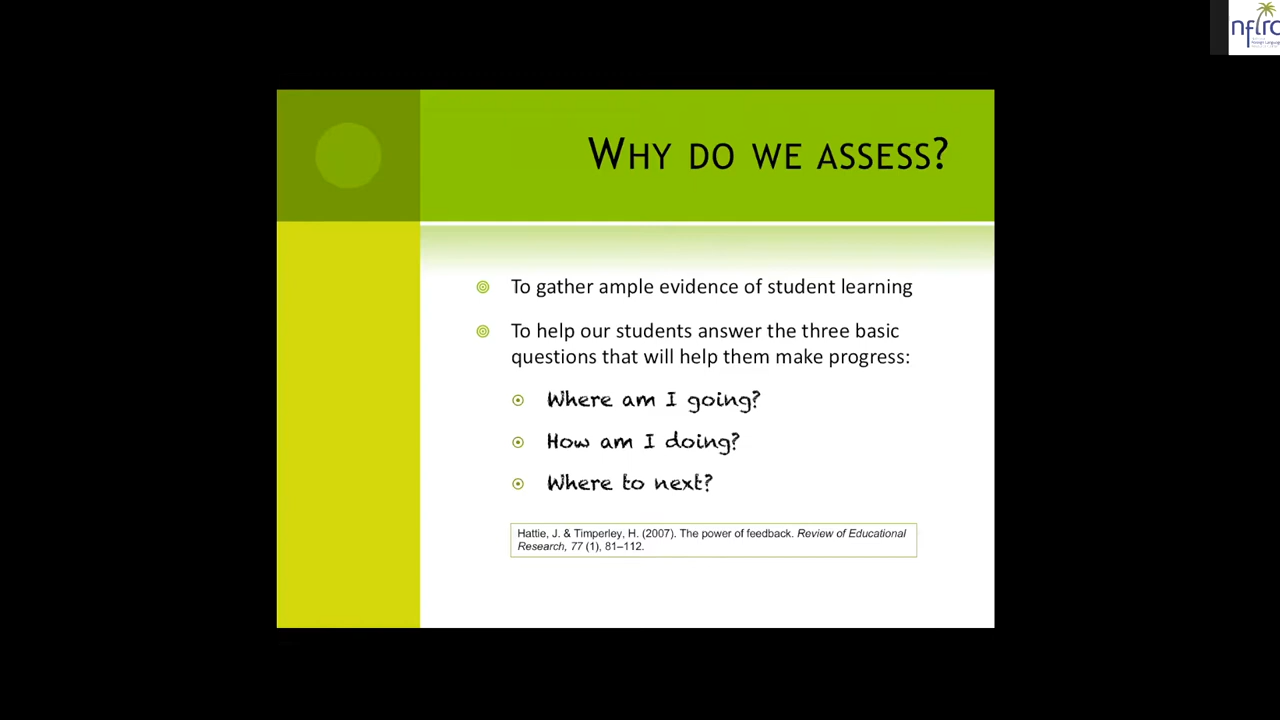 nflrc
WHY DO WE ASSESS?
To gather ample evidence of student learning
To help our students answer the three basic
questions that will help them make progress:
Where am I going?
How am I doing?
Where to next?
Hattie, J. & Timperley, H. (2007). The power of feedback. Review of Educational
Research, 77 (1), 81–112.